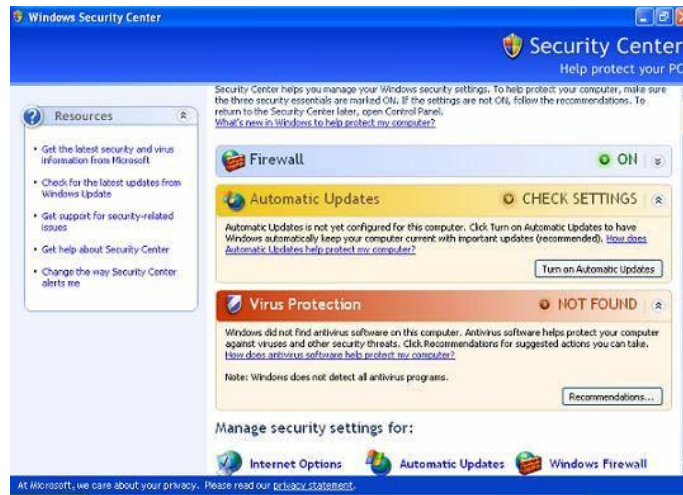 Windows Security Center
Security Center
Help protect your PC
Resources
Get the latest security and virus
information from Microsoft
Check for the latest updates from
Windows Update
Get support for security-related
issues
Get help about Security Center
Change the way Security Center
alerts me
Security Center helps you manage your Windows security settings. To help protect your computer, make sure
the three security essentials are marked ON. If the settings are not ON, follow the recommendations. To
return to the Security Center later, open Control Panel.
What's new in Windows to help protect my computer?
Firewall ON
Automatic Updates CHECK SETTINGS
Automatic Updates is not yet configured for this computer. Click Turn on Automatic Updates to have
Windows automatically keep your computer current with important updates (recommended). How does
Automatic Updates help protect my computer?
Turn on Automatic Updates
Virus Protection NOT FOUND
Windows did not find antivirus software on this computer. Antivirus software helps protect your computer
against viruses and other security threats. Click Recommendations for suggested actions you can take.
How does antivirus software help protect my computer?
Note: Windows does not detect all antivirus programs.
Recommendations...
Manage security settings for:
Internet Options Automatic Updates Windows Firewall
At Microsoft, we care about your privacy. Please read our privacy statement.